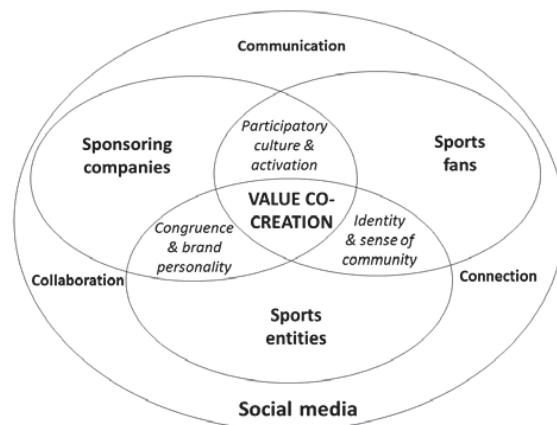 Communication
Sponsoring
companies
Participatory
culture &
activation
Sports
fans
VALUE CO-
CREATION
Congruence
& brand
personality
Identity
& sense of
community
Collaboration
Connection
Sports
entities
Social media